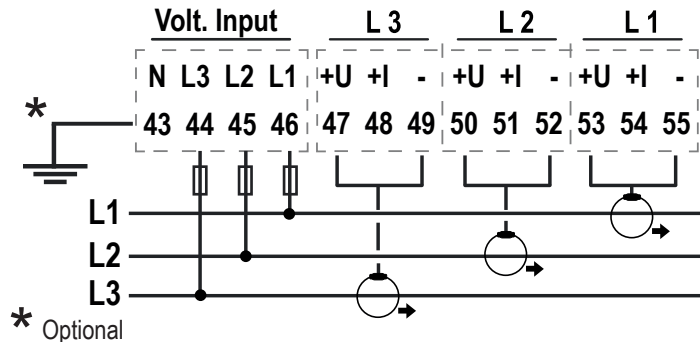 Volt. Input L 3 L 2 L 1
N L3 L2 L1 +U +I - +U +I - +U +I -
* 43 44 45 46 47 48 49 50 51 52 53 54 55
L1
L2
L3
* Optional